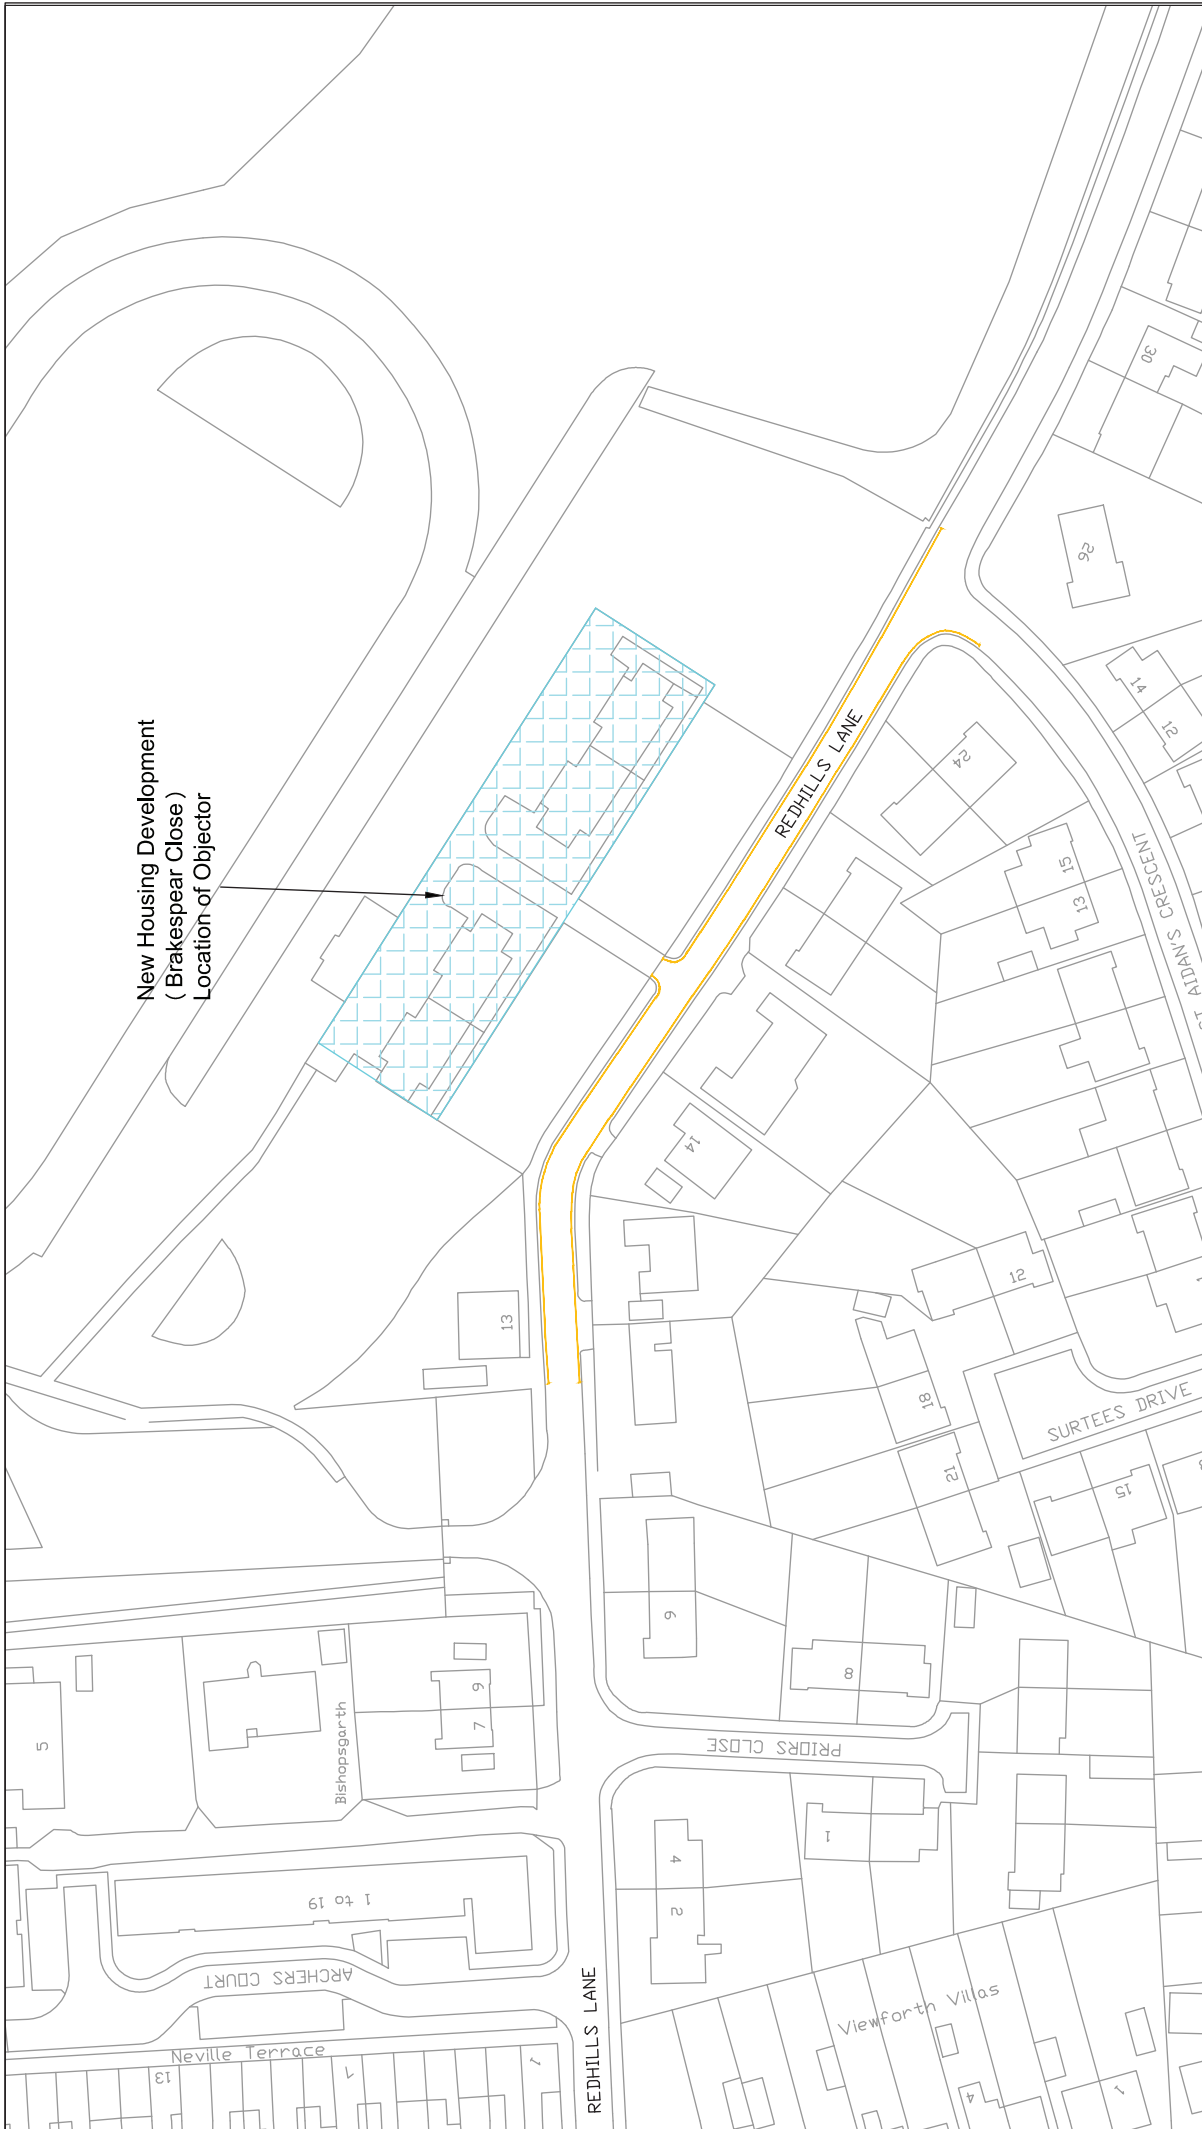 New Housing Development
( Brakespear Close )
Location of Objector
REDHILLS LANE
30
26
14
12
24
15
13
ST AIDAN'S CRESCENT
14
13
12
18
21
SURTEES DRIVE
15
6
8
PRIORS CLOSE
5
Bishopsgarth
9
7
1 to 19
ARCHERS COURT
4
2
1
REDHILLS LANE
Neville Terrace
13
7
1
Viewforth Villas
4
1